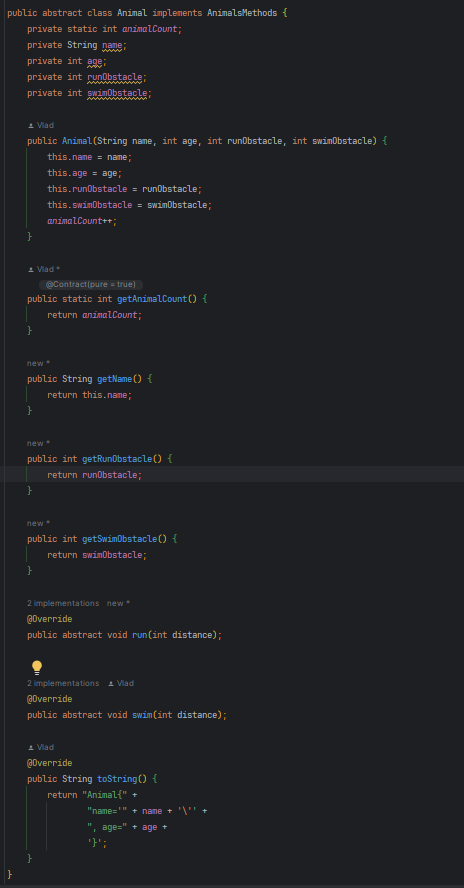 public abstract class Animal implements AnimalsMethods {
    private static int animalCount;
    private String name;
    private int age;
    private int runObstacle;
    private int swimObstacle;
    Vlad
    public Animal(String name, int age, int runObstacle, int swimObstacle) {
        this.name = name;
        this.age = age;
        this.runObstacle = runObstacle;
        this.swimObstacle = swimObstacle;
        animalCount++;
    }
    Vlad *
    @Contract(pure = true)
    public static int getAnimalCount() {
        return animalCount;
    }
    new *
    public String getName() {
        return this.name;
    }
    new *
    public int getRunObstacle() {
        return runObstacle;
    }
    new *
    public int getSwimObstacle() {
        return swimObstacle;
    }
    2 implementations new *
    @Override
    public abstract void run(int distance);
    2 implementations Vlad
    @Override
    public abstract void swim(int distance);
    Vlad
    @Override
    public String toString() {
        return "Animal{" +
                "name='" + name + '\'' +
                ", age=" + age +
                '}';
    }
}